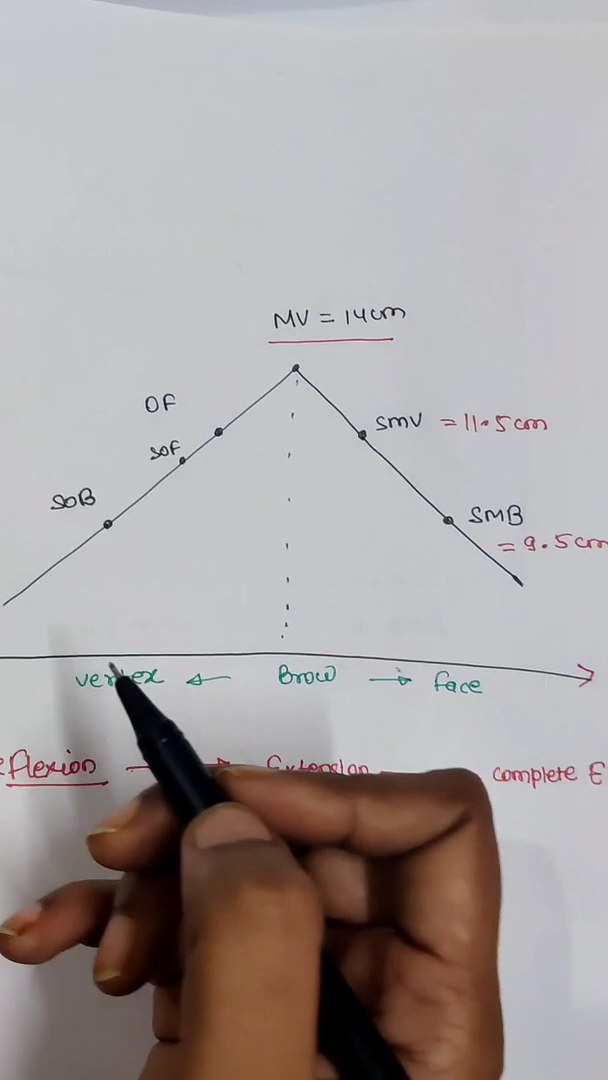 MV = 14cm
OF
SMV = 11.5cm
SOF
SOB
SMB
= 9.5cm
vertex ← Brow → face
flexion → Extension complete E